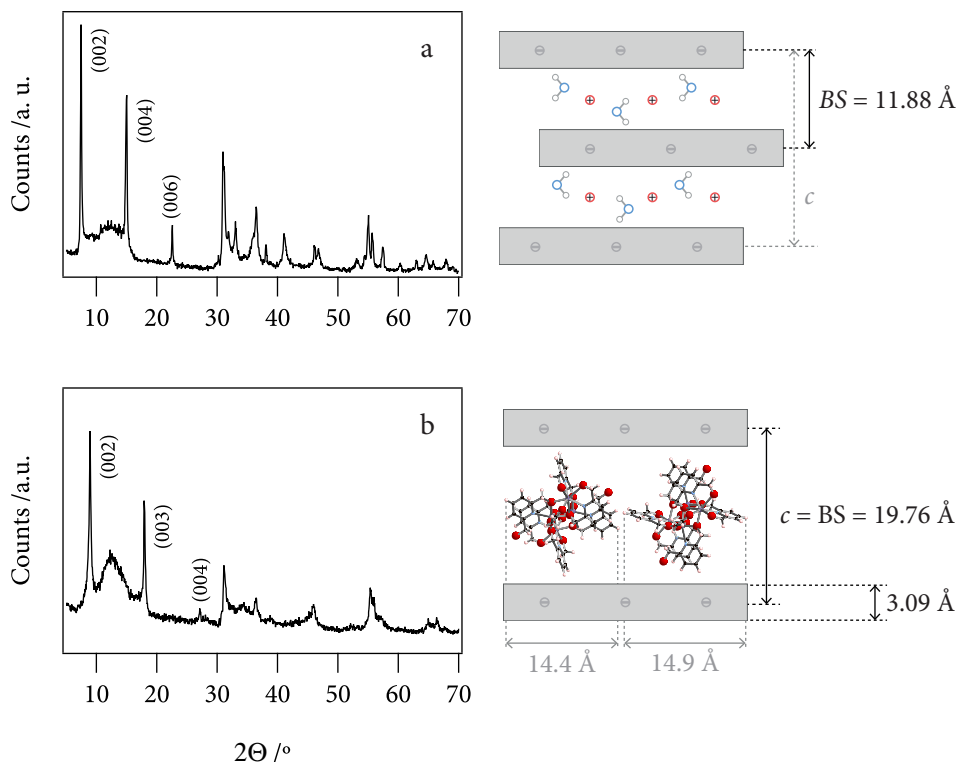 a
(002)
(004)
(006)
Counts /a. u.
10 20 30 40 50 60 70
BS = 11.88 Å
c
b
(002)
(003)
(004)
Counts /a.u.
10 20 30 40 50 60 70
2Θ /º
c = BS = 19.76 Å
3.09 Å
14.4 Å 14.9 Å